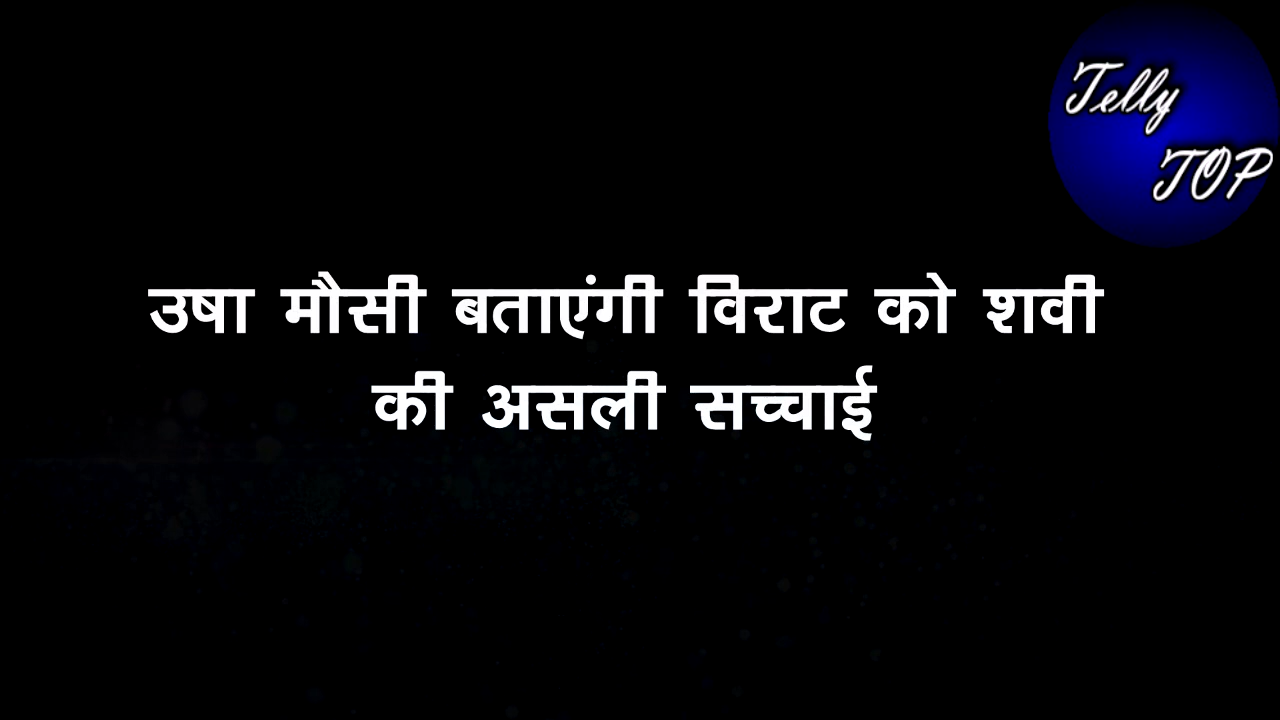 Telly
TOP
उषा मौसी बताएंगी विराट को शवी
की असली सच्चाई